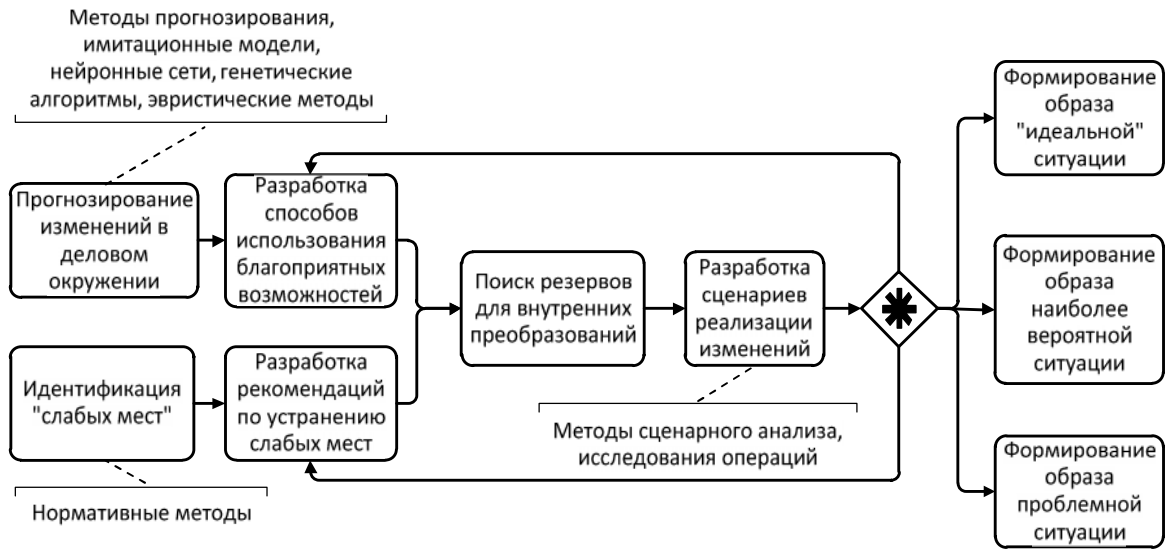 Методы прогнозирования,
имитационные модели,
нейронные сети, генетические
алгоритмы, эвристические методы
Прогнозирование
изменений в
деловом
окружении
Разработка
способов
использования
благоприятных
возможностей
Идентификация
"слабых мест"
Разработка
рекомендаций
по устранению
слабых мест
Нормативные методы
Поиск резервов
для внутренних
преобразований
Разработка
сценариев
реализации
изменений
Методы сценарного анализа,
исследования операций
Формирование
образа
"идеальной"
ситуации
Формирование
образа
наиболее
вероятной
ситуации
Формирование
образа
проблемной
ситуации